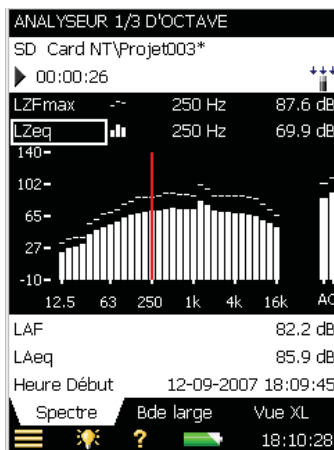 ANALYSEUR 1/3 D'OCTAVE
SD Card NT\Projet003*
00:00:26
LZFmax 250 Hz 87.6 dB
LZeq 250 Hz 69.9 dB
140
102
65
27
-10
12.5 63 250 1k 4k 16k AC
LAF 82.2 dB
LAeq 85.9 dB
Heure Début 12-09-2007 18:09:45
Spectre Bde large Vue XL
? 18:10:28